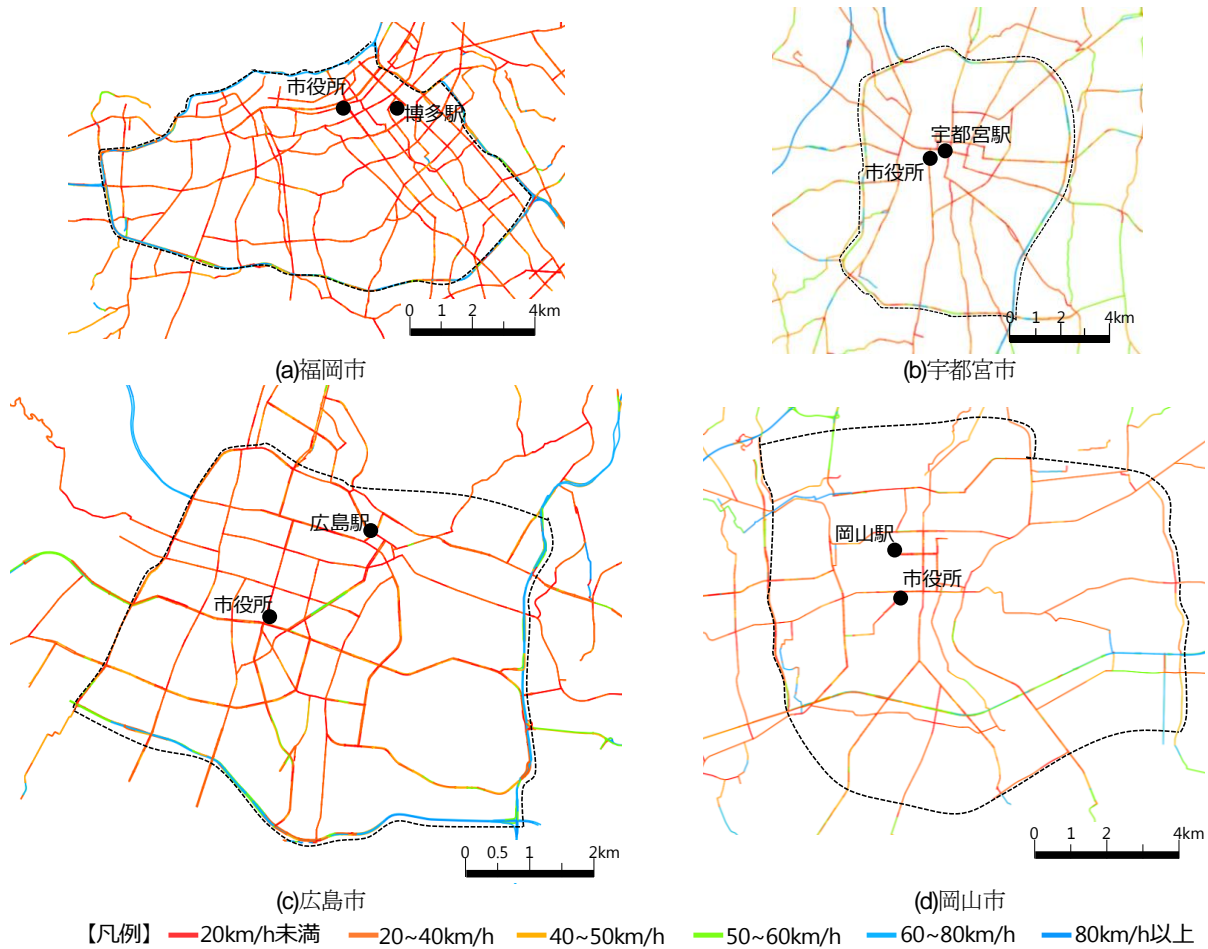 市役所
博多駅
0 1 2 4km
(a)福岡市
宇都宮駅
市役所
0 1 2 4km
(b)宇都宮市
広島駅
市役所
0 0.5 1 2km
(c)広島市
岡山駅
市役所
0 1 2 4km
(d)岡山市
【凡例】 20km/h未満 20~40km/h 40~50km/h 50~60km/h 60~80km/h 80km/h以上